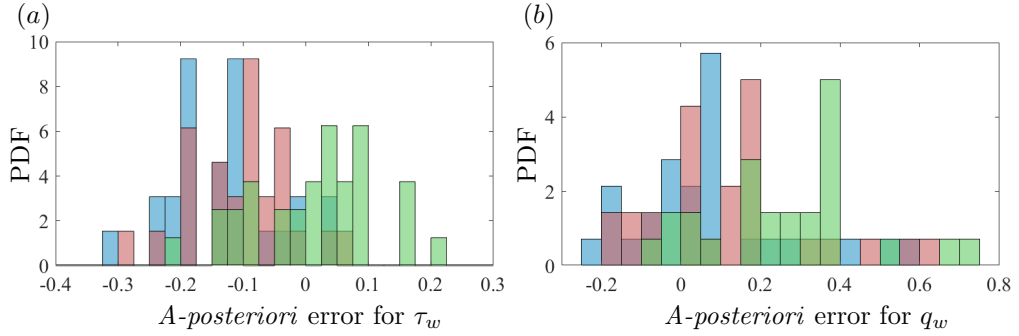 (a)
(b)
PDF
10
8
6
4
2
0
-0.4 -0.3 -0.2 -0.1 0 0.1 0.2 0.3
A-posteriori error for τ_w
PDF
6
4
2
0
-0.2 0 0.2 0.4 0.6 0.8
A-posteriori error for q_w